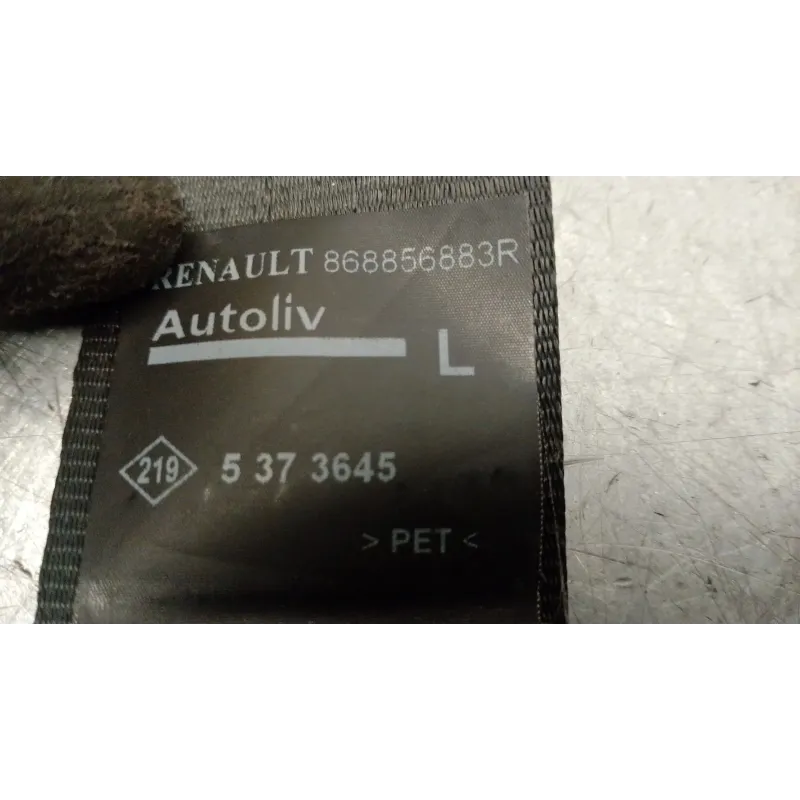 RENAULT 868856883R
Autoliv
L
219 5 37 3645
> PET <